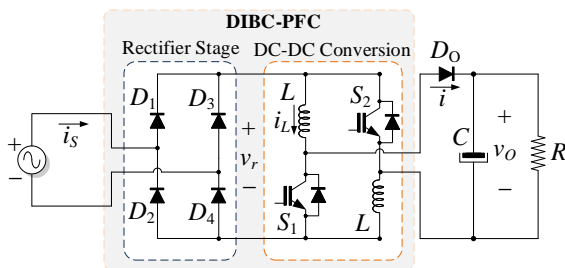 DIBC-PFC
Rectifier Stage
DC-DC Conversion
D₁
D₃
L
S₂
D_O
i
i_S
+
−
+
v_r
−
i_L
+
C
v_O
−
R
D₂
D₄
S₁
L